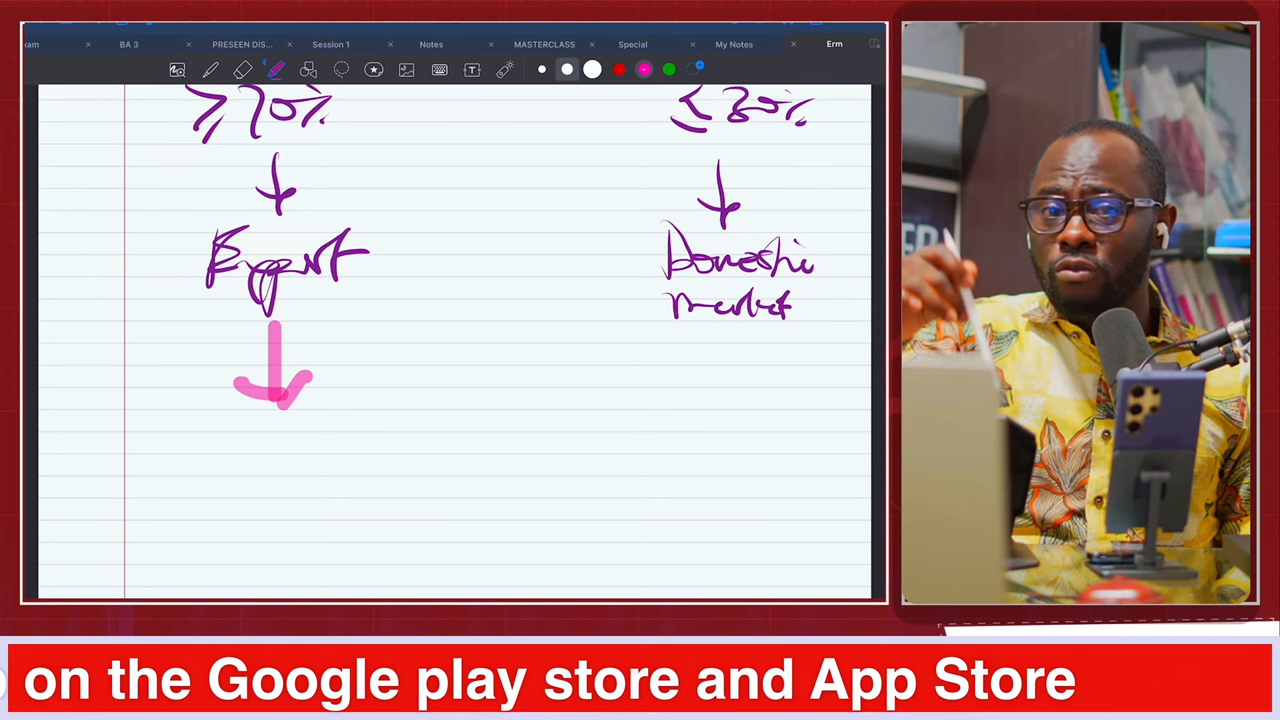 BA 3
PRESEEN DIS...
Session 1
Notes
MASTERCLASS
Special
My Notes
Erm
≥70%
≤30%
Export
Domestic
market
on the Google play store and App Store